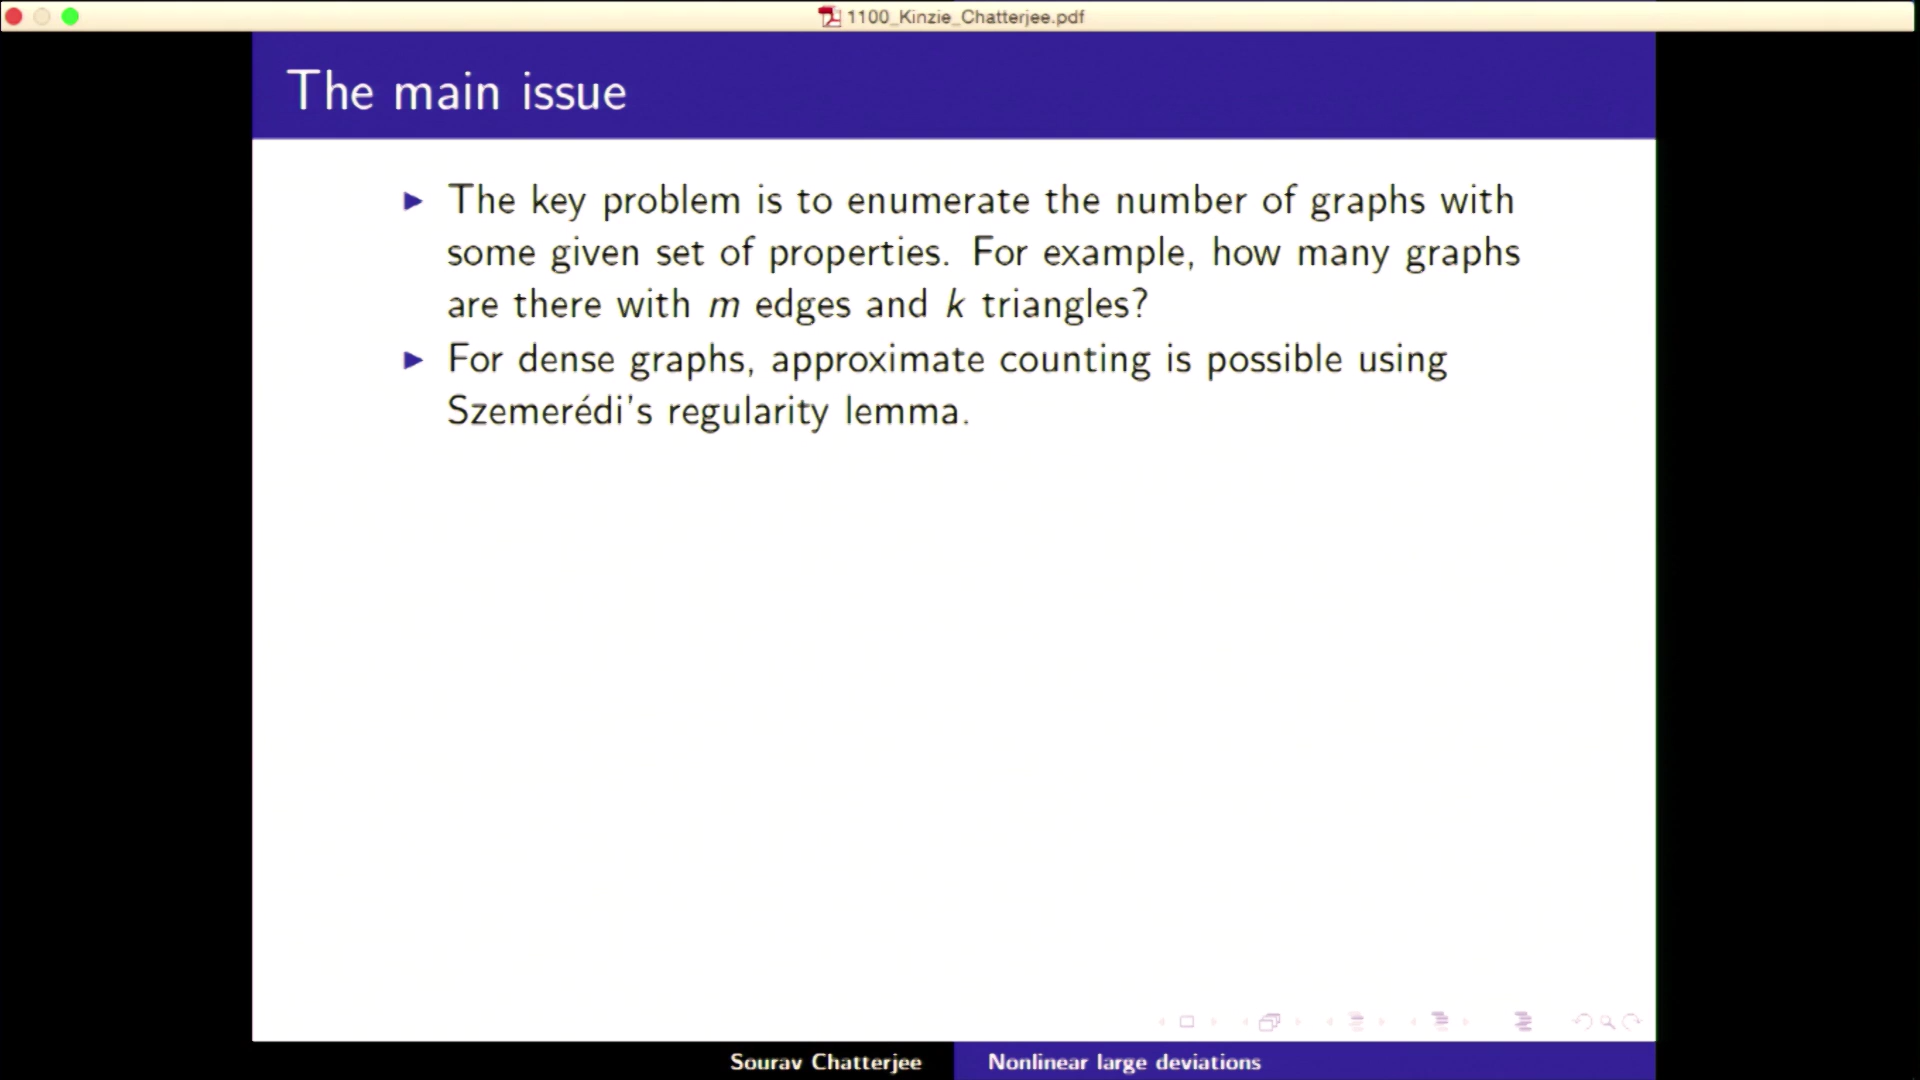 1100_Kinzie_Chatterjee.pdf
The main issue
► The key problem is to enumerate the number of graphs with
some given set of properties. For example, how many graphs
are there with m edges and k triangles?
► For dense graphs, approximate counting is possible using
Szemerédi's regularity lemma.
Sourav Chatterjee
Nonlinear large deviations